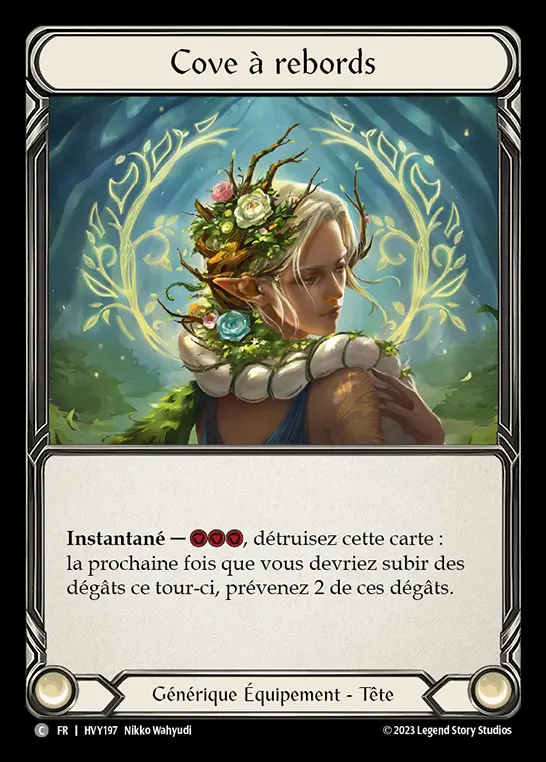 Cove à rebords
Instantané — , détruisez cette carte :
la prochaine fois que vous devriez subir des
dégâts ce tour-ci, prévenez 2 de ces dégâts.
Générique Équipement - Tête
C FR | HVY197 Nikko Wahyudi
©2023 Legend Story Studios